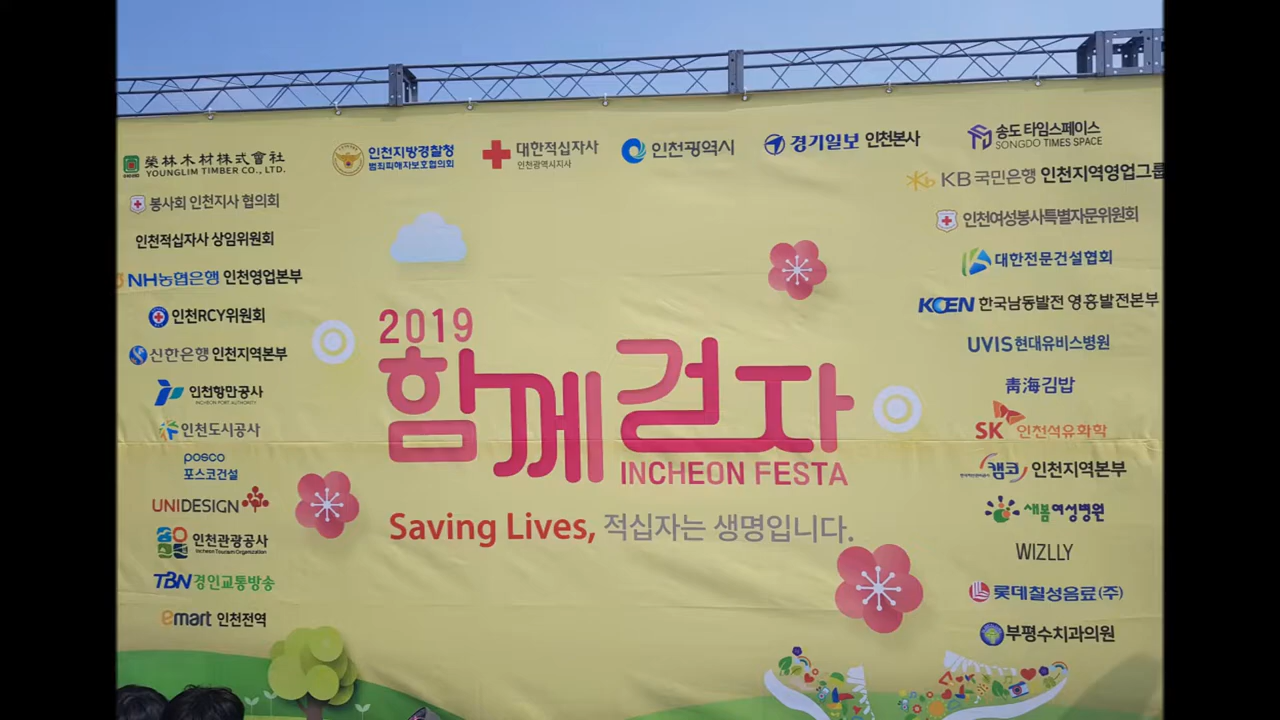 榮林木材株式會社
YOUNGLIM TIMBER CO., LTD.
인천지방경찰청
범죄피해자보호협의회
대한적십자사
인천광역시지사
인천광역시
경기일보 인천본사
송도 타임스페이스
SONGDO TIMES SPACE
봉사회 인천지사 협의회
인천적십자사 상임위원회
NH농협은행 인천영업본부
인천RCY위원회
신한은행 인천지역본부
인천항만공사
INCHEON PORT AUTHORITY
인천도시공사
posco
포스코건설
UNIDESIGN
인천관광공사
Incheon Tourism Organization
TBN 경인교통방송
emart 인천전역
2019
함께 걷자
INCHEON FESTA
Saving Lives, 적십자는 생명입니다.
KB국민은행 인천지역영업그룹
인천여성봉사특별자문위원회
대한전문건설협회
KOEN 한국남동발전 영흥발전본부
UVIS 현대유비스병원
靑海김밥
SK 인천석유화학
캠코 인천지역본부
새봄여성병원
WIZLLY
롯데칠성음료(주)
부평수치과의원